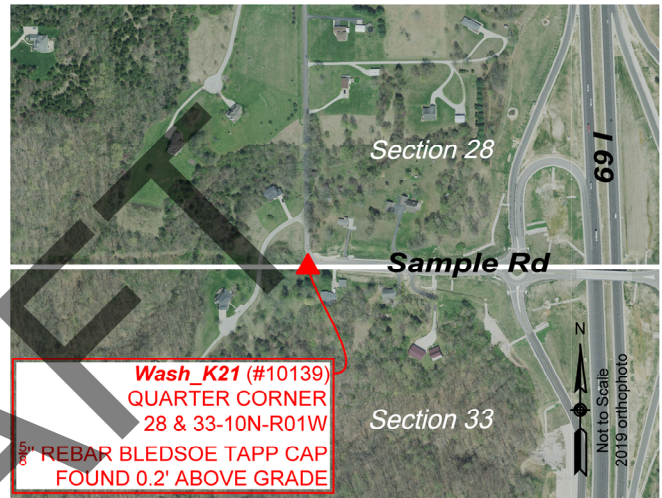 Section 28
I 69
Sample Rd
Wash_K21 (#10139)
QUARTER CORNER
28 & 33-10N-R01W
5/8" REBAR BLEDSOE TAPP CAP
FOUND 0.2' ABOVE GRADE
Section 33
N
Not to Scale
2019 orthophoto
AFT